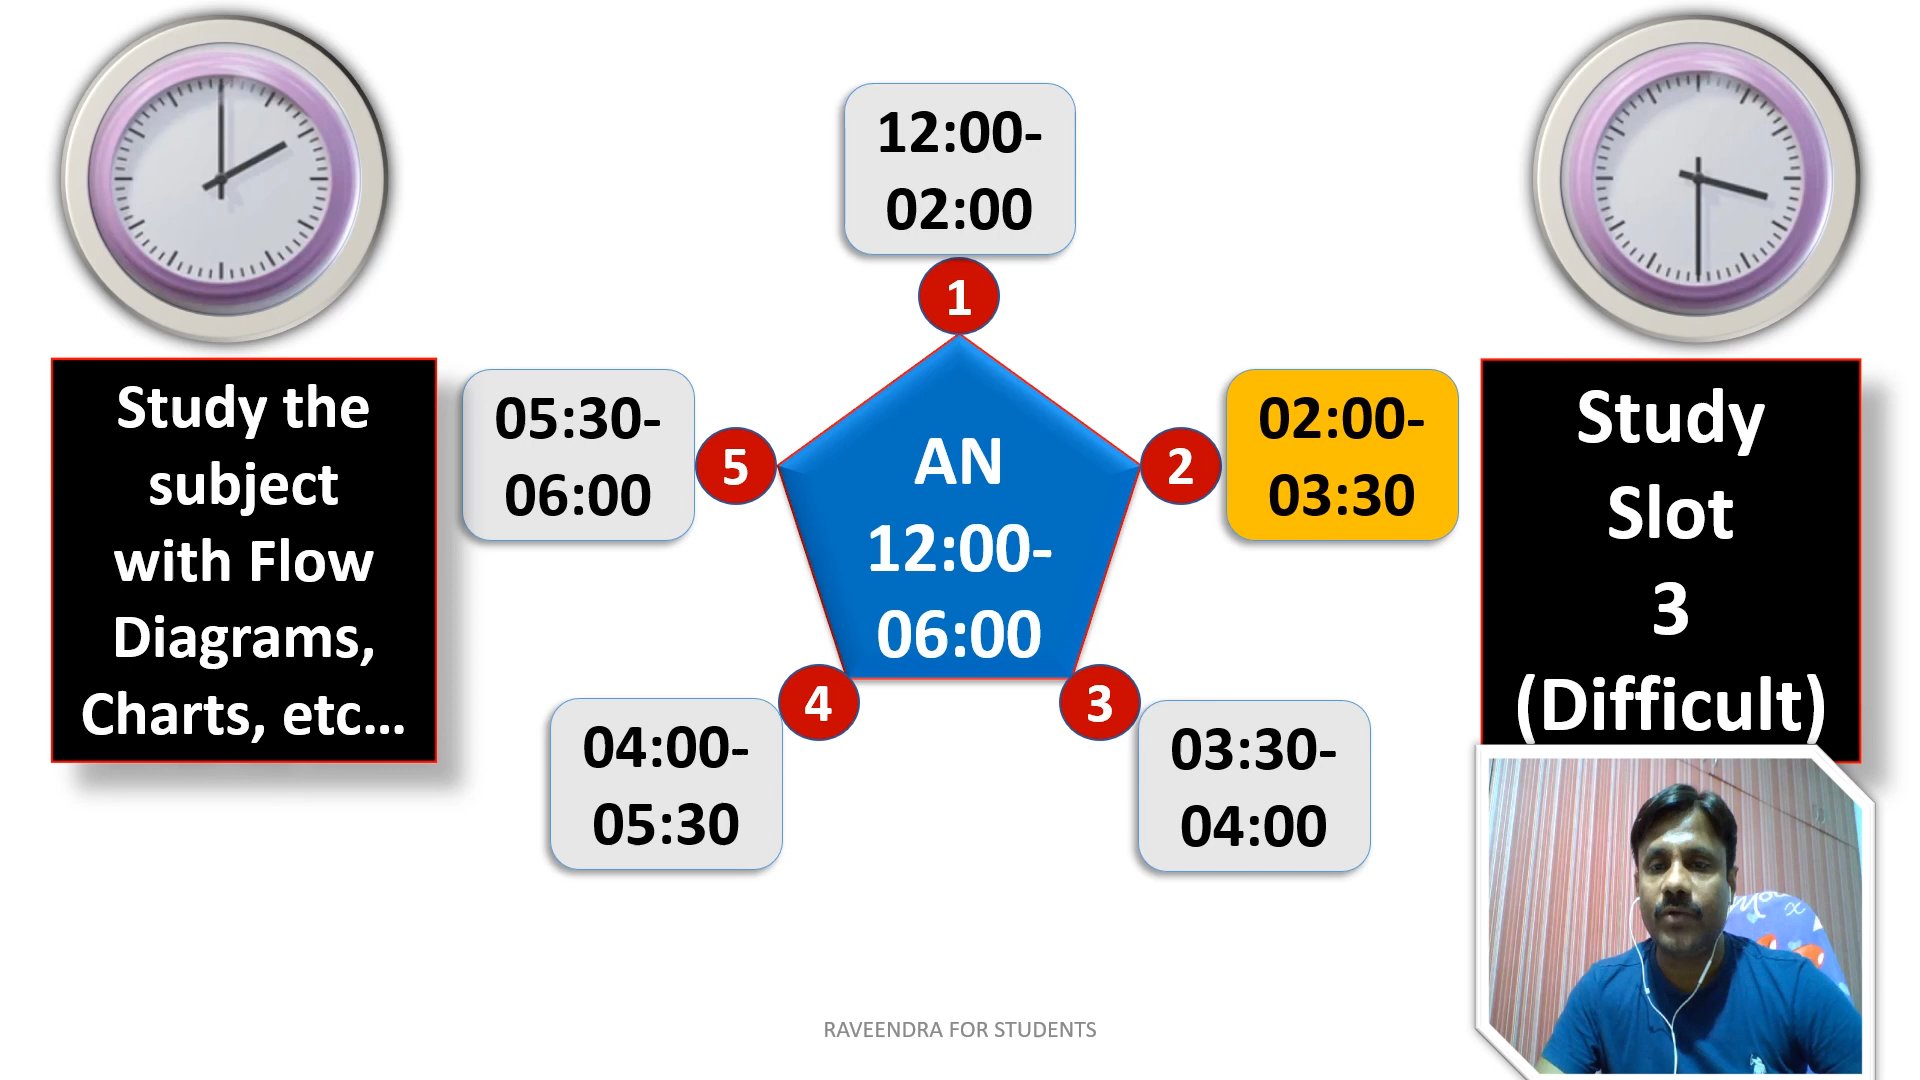 12:00-
02:00
1
Study the
subject
with Flow
Diagrams,
Charts, etc...
05:30-
06:00
5
AN
12:00-
06:00
2
02:00-
03:30
Study
Slot
3
(Difficult)
4
04:00-
05:30
3
03:30-
04:00
RAVEENDRA FOR STUDENTS